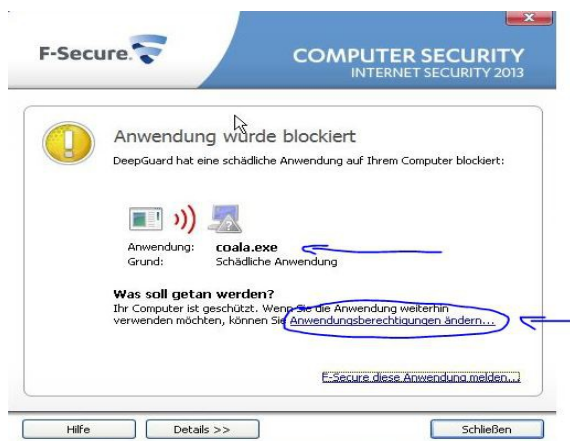 F-Secure.
COMPUTER SECURITY
INTERNET SECURITY 2013
Anwendung wurde blockiert
DeepGuard hat eine schädliche Anwendung auf Ihrem Computer blockiert:
Anwendung: coala.exe
Grund: Schädliche Anwendung
Was soll getan werden?
Ihr Computer ist geschützt. Wenn Sie die Anwendung weiterhin
verwenden möchten, können Sie Anwendungsberechtigungen ändern...
F-Secure diese Anwendung melden...
Hilfe
Details >>
Schließen